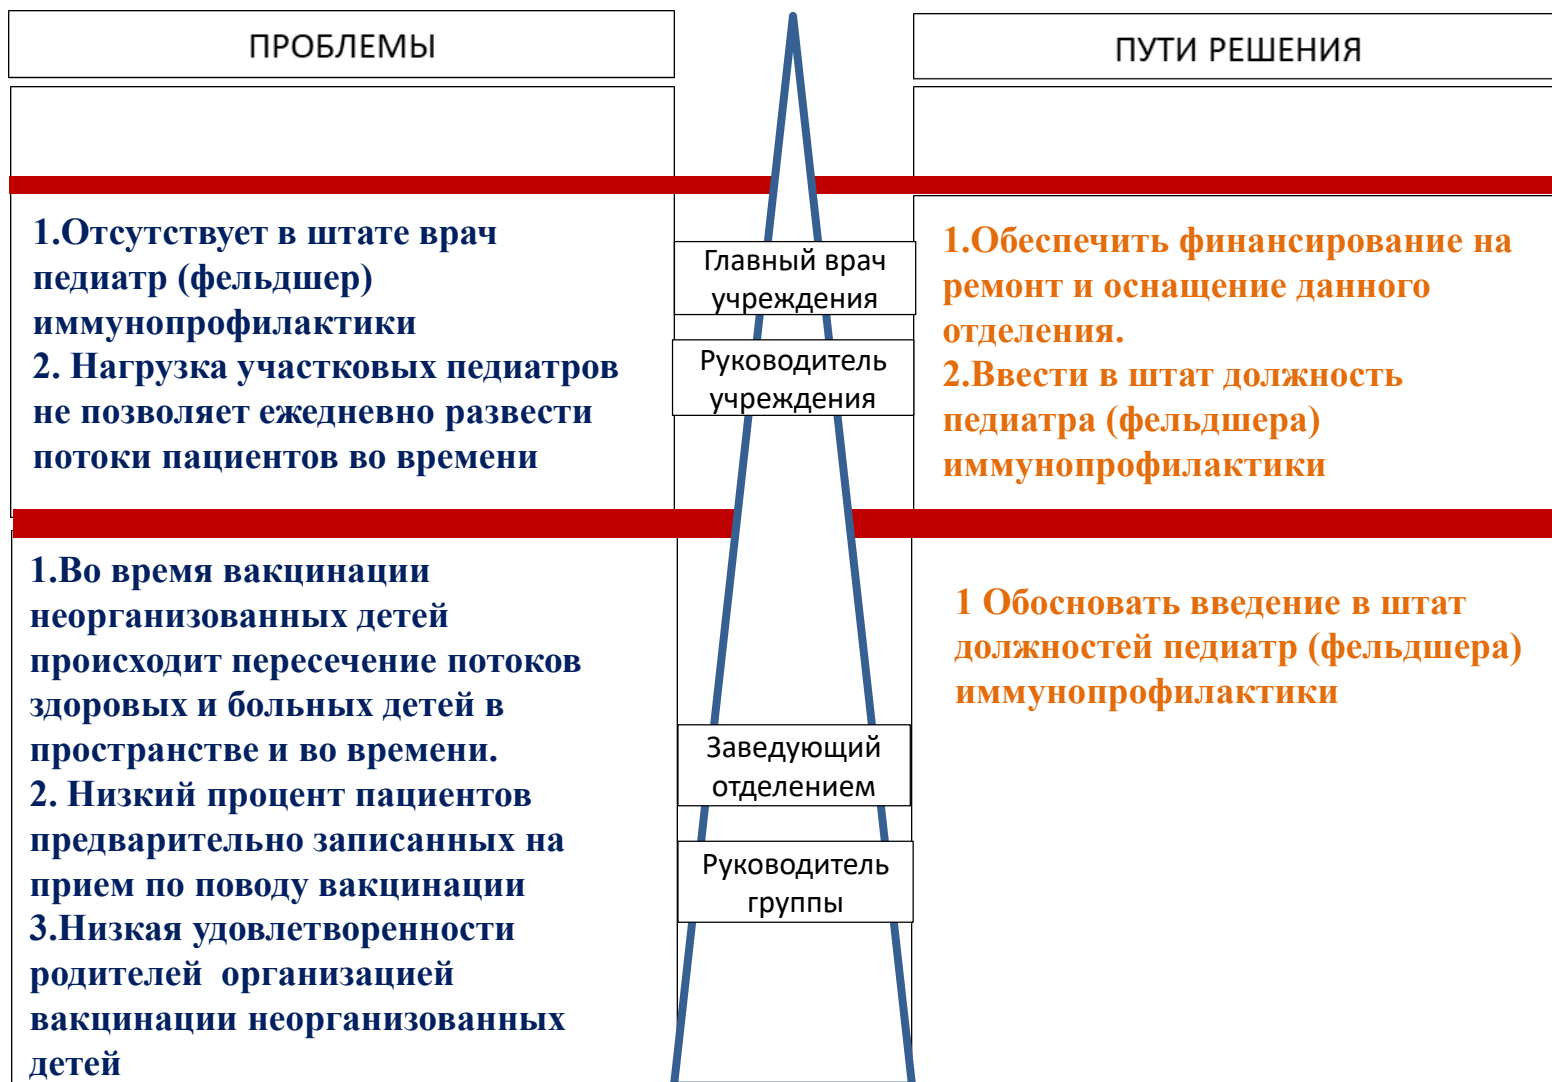 ПРОБЛЕМЫ
ПУТИ РЕШЕНИЯ
1.Отсутствует в штате врач
педиатр (фельдшер)
иммунопрофилактики
2. Нагрузка участковых педиатров
не позволяет ежедневно развести
потоки пациентов во времени
Главный врач
учреждения
Руководитель
учреждения
1.Обеспечить финансирование на
ремонт и оснащение данного
отделения.
2.Ввести в штат должность
педиатра (фельдшера)
иммунопрофилактики
1.Во время вакцинации
неорганизованных детей
происходит пересечение потоков
здоровых и больных детей в
пространстве и во времени.
2. Низкий процент пациентов
предварительно записанных на
прием по поводу вакцинации
3.Низкая удовлетворенности
родителей  организацией
вакцинации неорганизованных
детей
Заведующий
отделением
Руководитель
группы
1 Обосновать введение в штат
должностей педиатр (фельдшера)
иммунопрофилактики